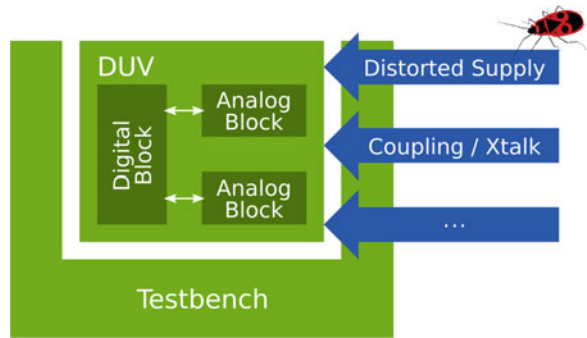 DUV
Digital
Block
Analog
Block
Analog
Block
Distorted Supply
Coupling / Xtalk
...
Testbench